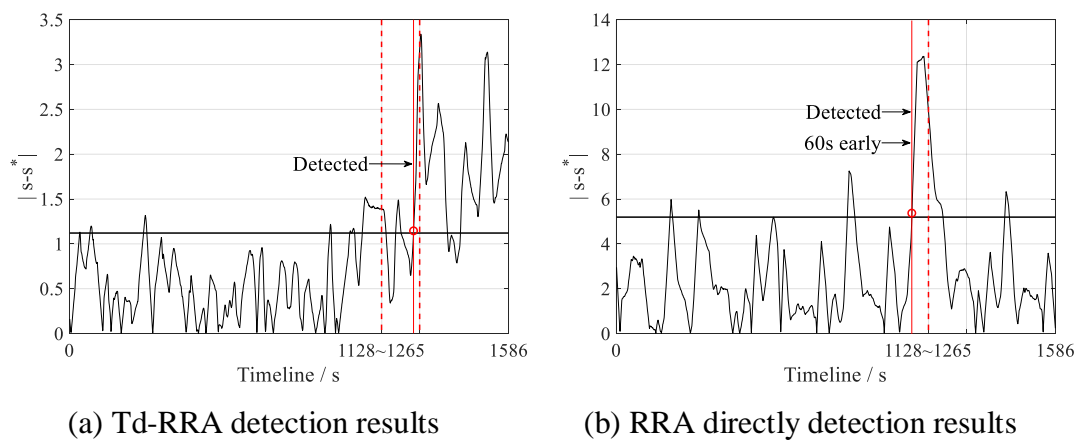 3.5
3
2.5
2
1.5
1
0.5
0
| s-s* |
Detected
0
1128~1265
1586
Timeline / s
(a) Td-RRA detection results
14
12
10
8
6
4
2
0
| s-s* |
Detected
60s early
0
1128~1265
1586
Timeline / s
(b) RRA directly detection results